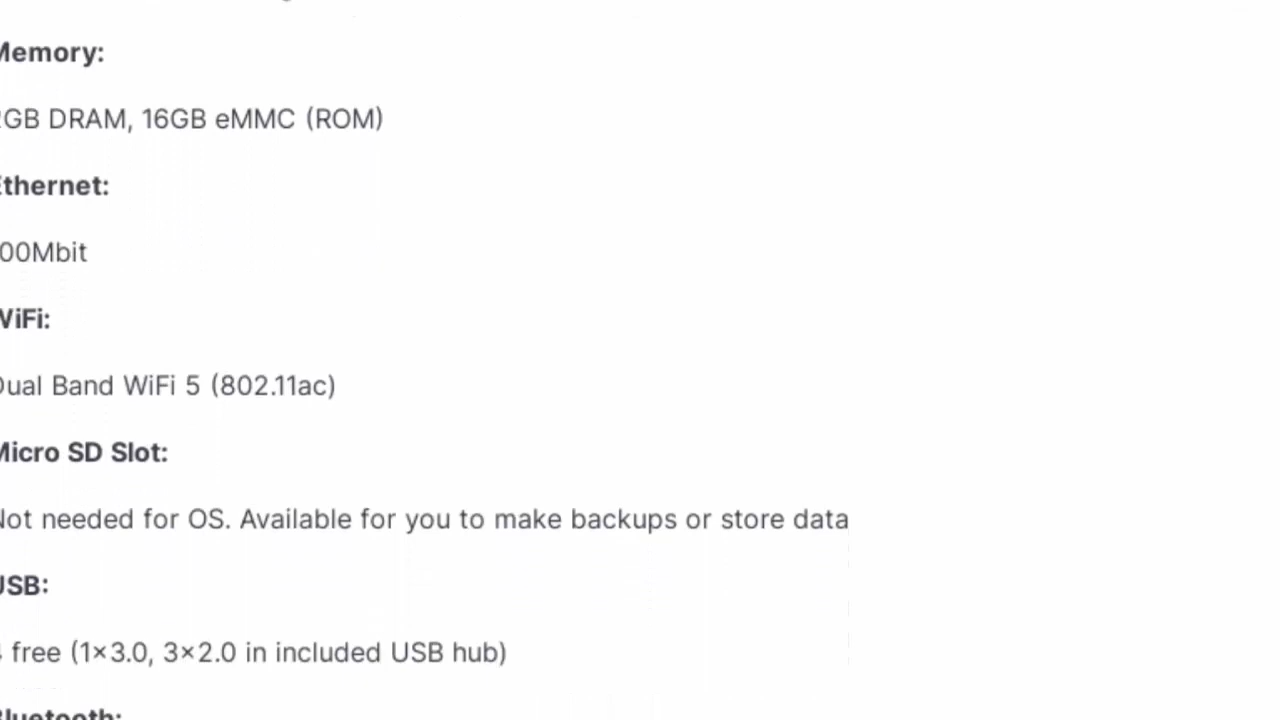 Memory:
GB DRAM, 16GB eMMC (ROM)
Ethernet:
00Mbit
WiFi:
Dual Band WiFi 5 (802.11ac)
Micro SD Slot:
Not needed for OS. Available for you to make backups or store data
USB:
free (1×3.0, 3×2.0 in included USB hub)
Bluetooth: